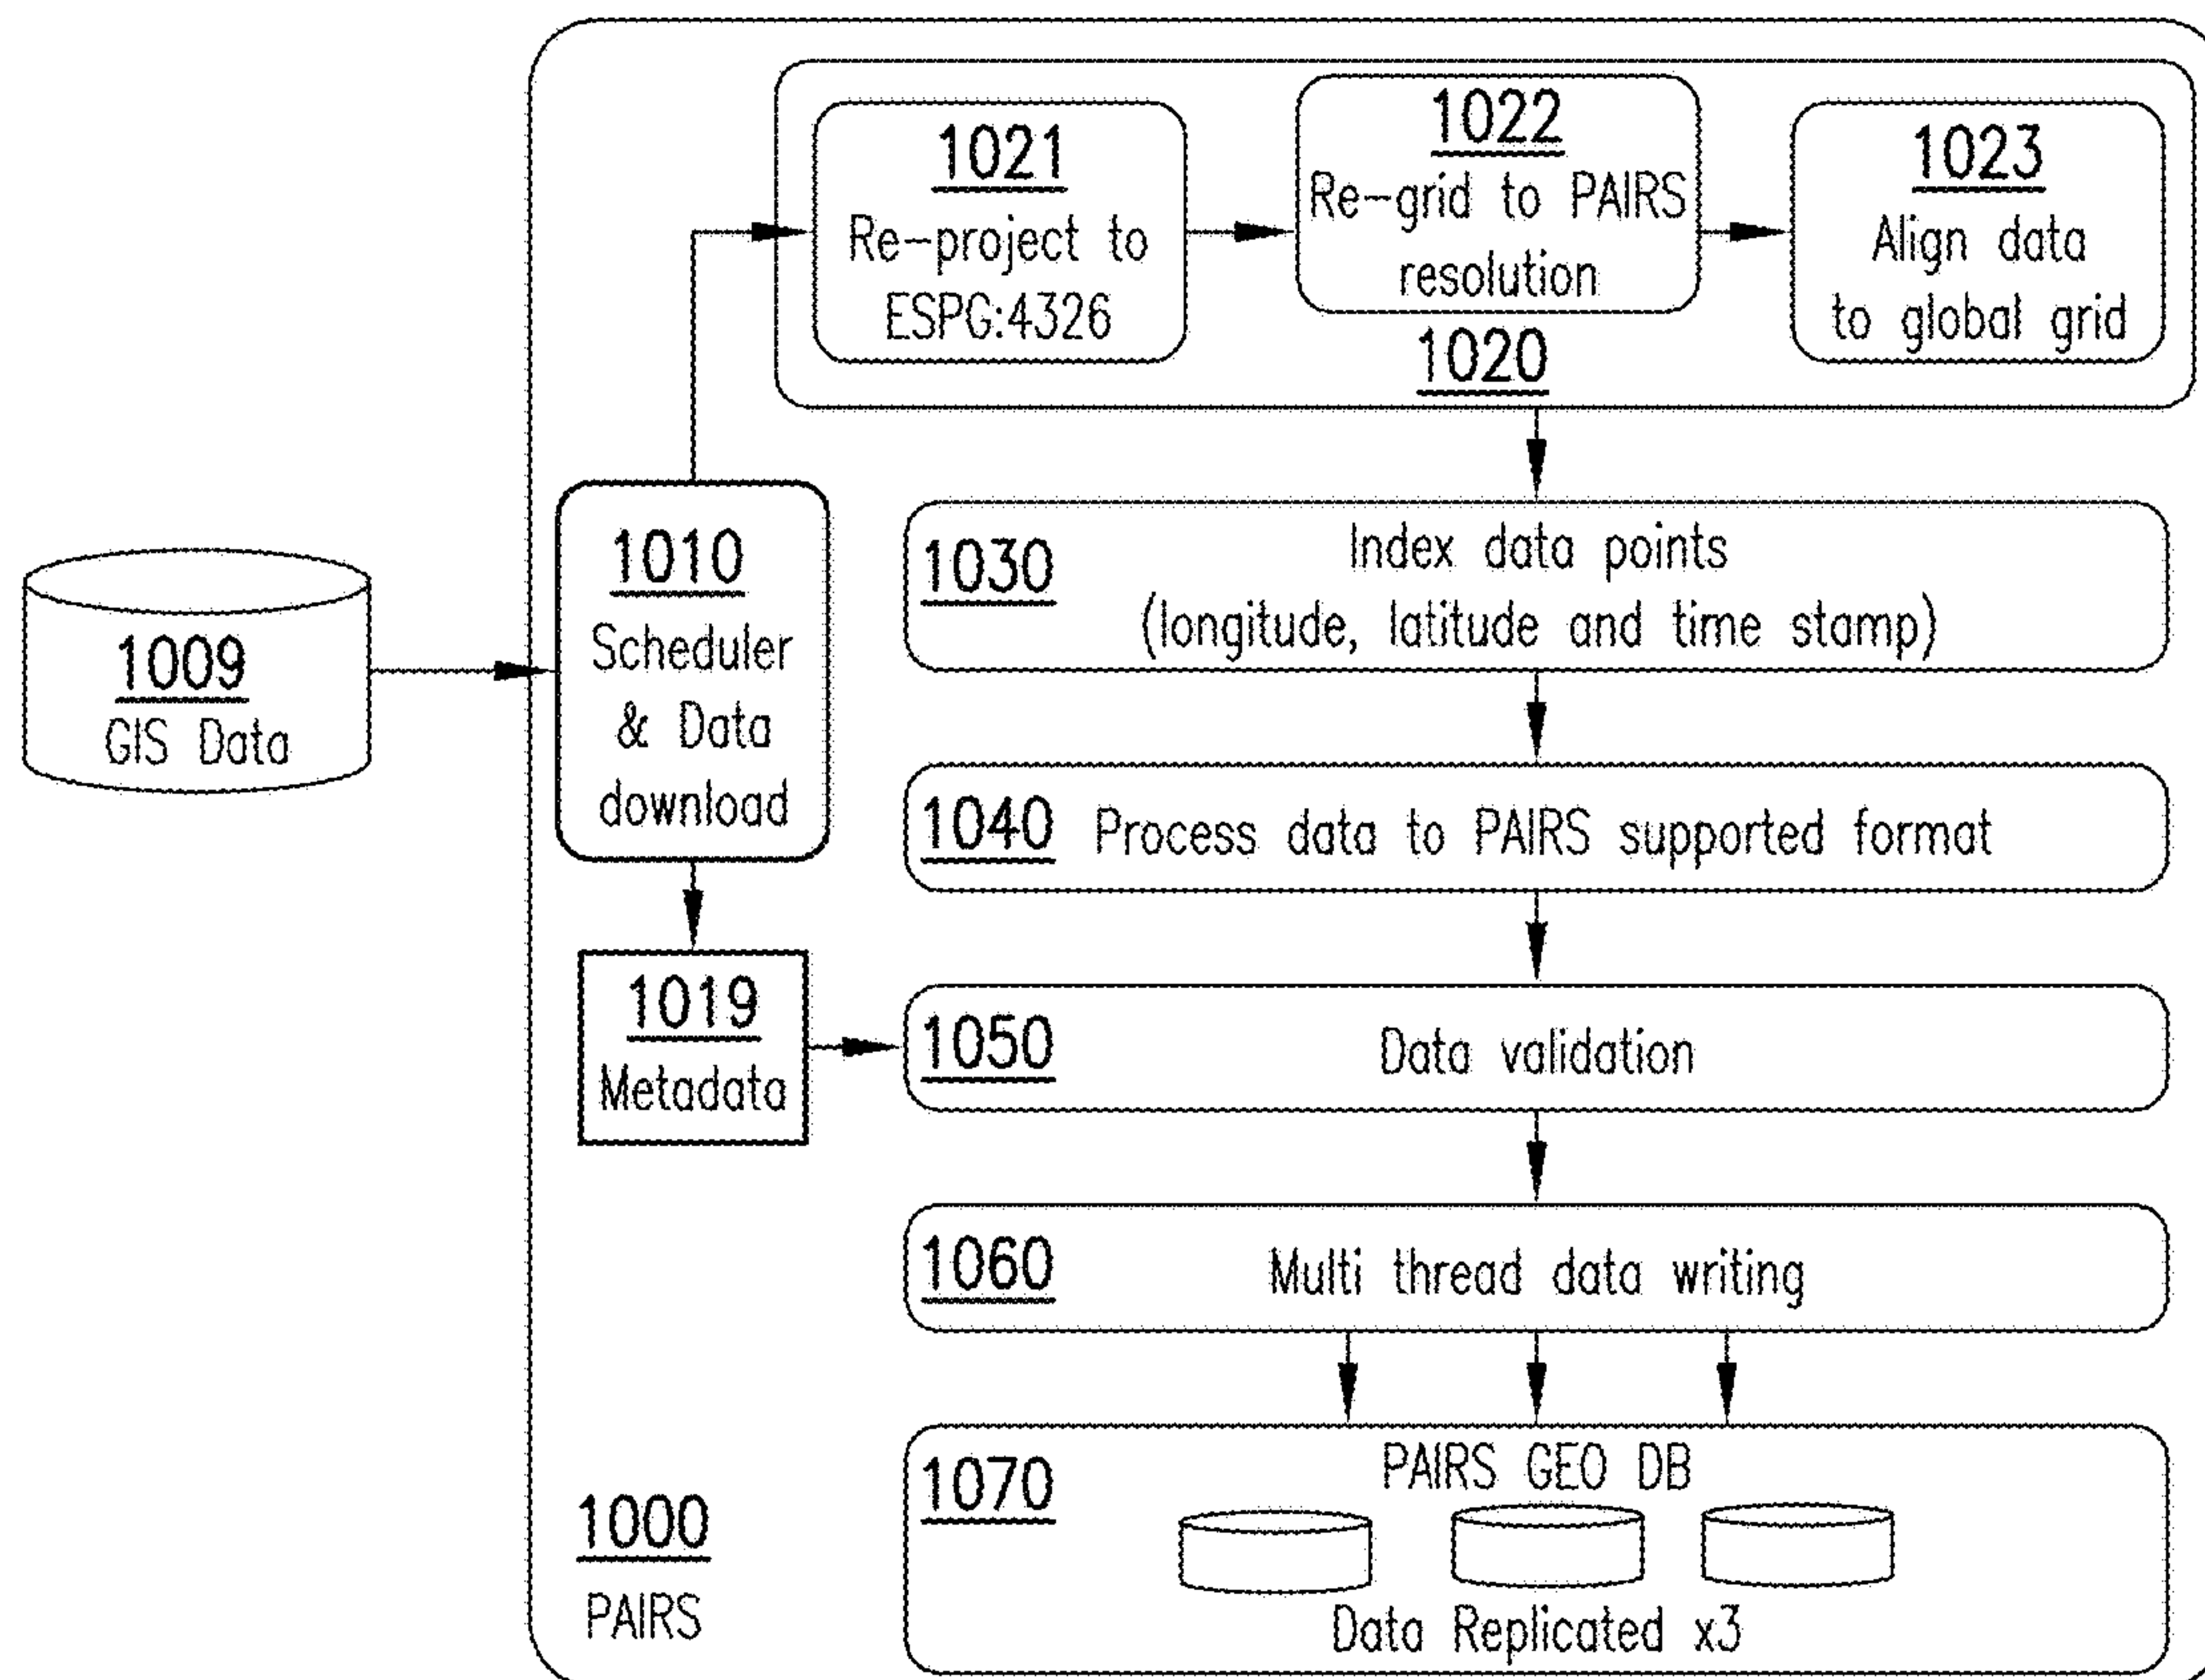 1021
Re-project to
ESPG:4326
1022
Re-grid to PAIRS
resolution
1023
Align data
to global grid
1020
1009
GIS Data
1010
Scheduler
& Data
download
1019
Metadata
1030
Index data points
(longitude, latitude and time stamp)
1040 Process data to PAIRS supported format
1050 Data validation
1060 Multi thread data writing
1070
PAIRS GEO DB
Data Replicated x3
1000
PAIRS